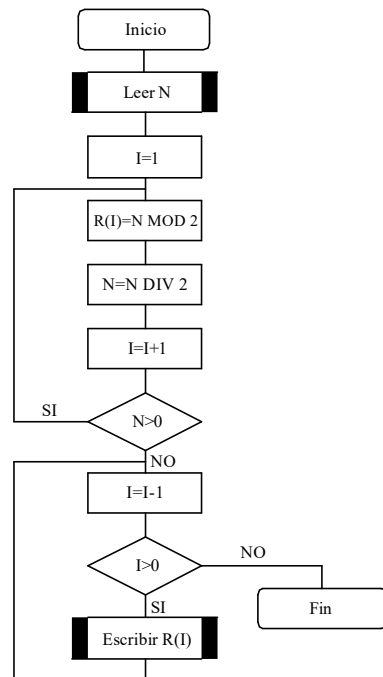 Inicio
Leer N
I=1
R(I)=N MOD 2
N=N DIV 2
I=I+1
SI
N>0
NO
I=I-1
I>0
NO
SI
Fin
Escribir R(I)